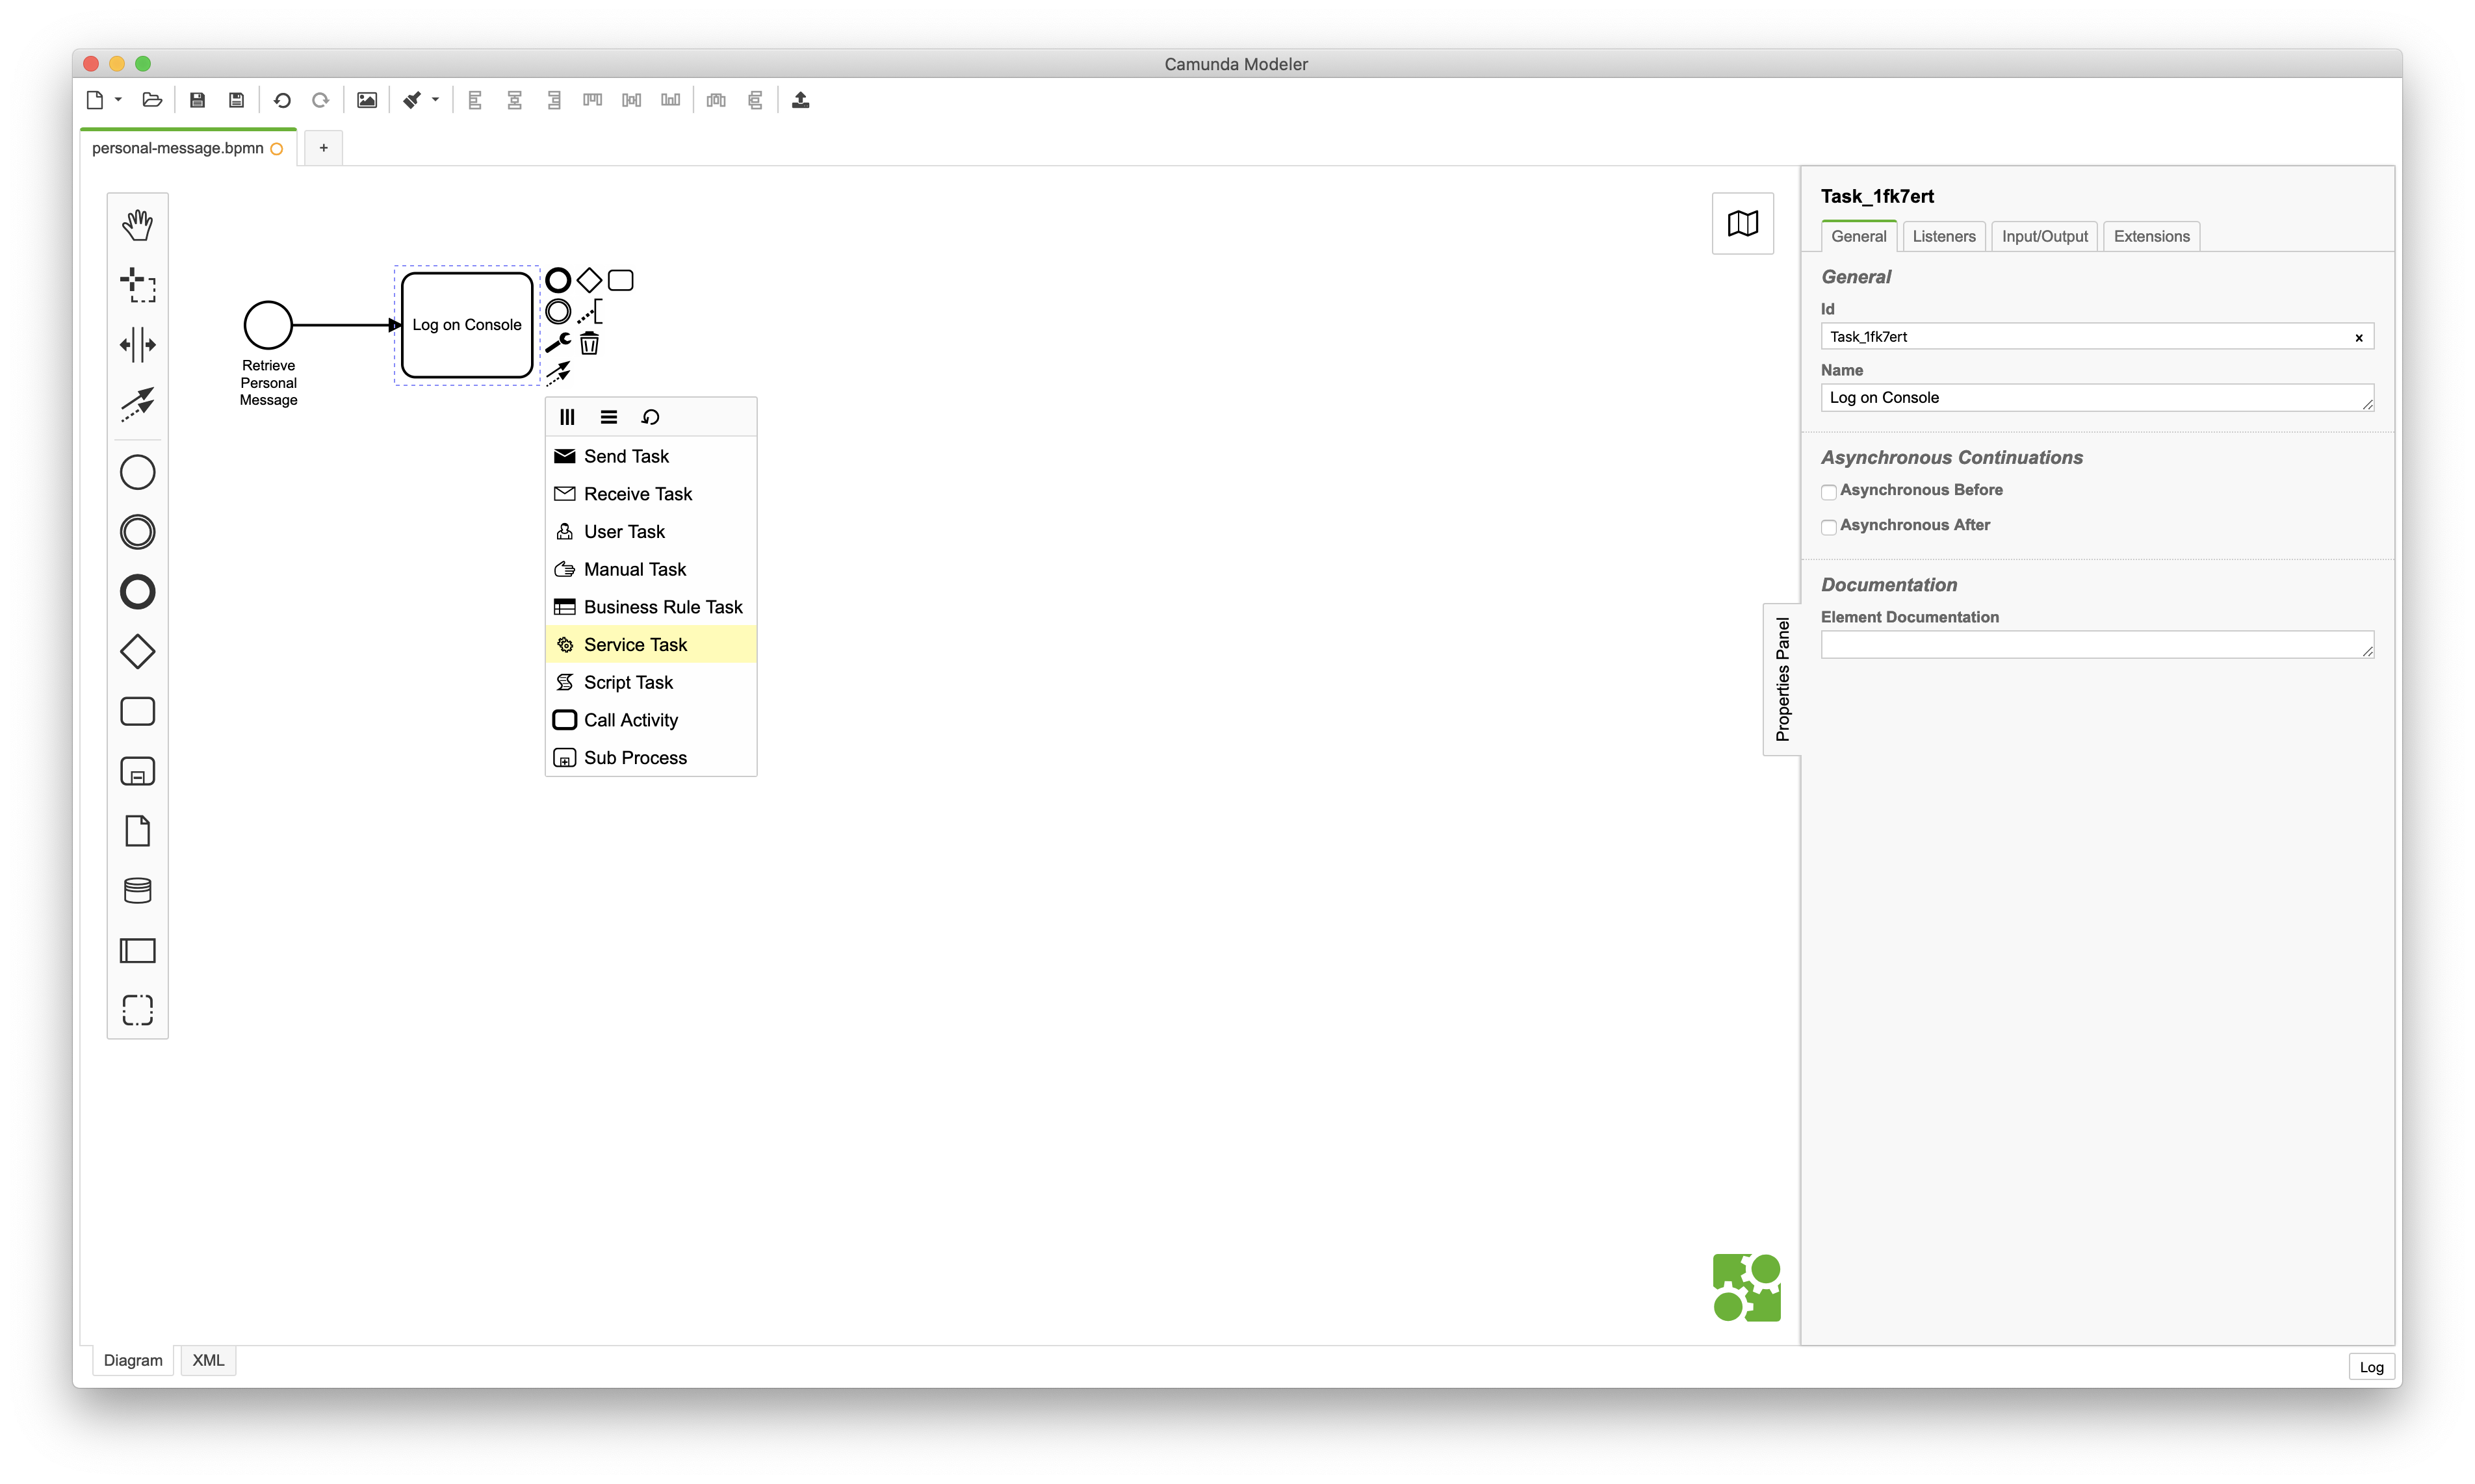 Camunda Modeler
personal-message.bpmn
+
Task_1fk7ert
General
Listeners
Input/Output
Extensions
General
Id
Task_1fk7ert
x
Name
Log on Console
Asynchronous Continuations
Asynchronous Before
Asynchronous After
Documentation
Element Documentation
Properties Panel
Log on Console
Retrieve
Personal
Message
Send Task
Receive Task
User Task
Manual Task
Business Rule Task
Service Task
Script Task
Call Activity
Sub Process
Diagram
XML
Log